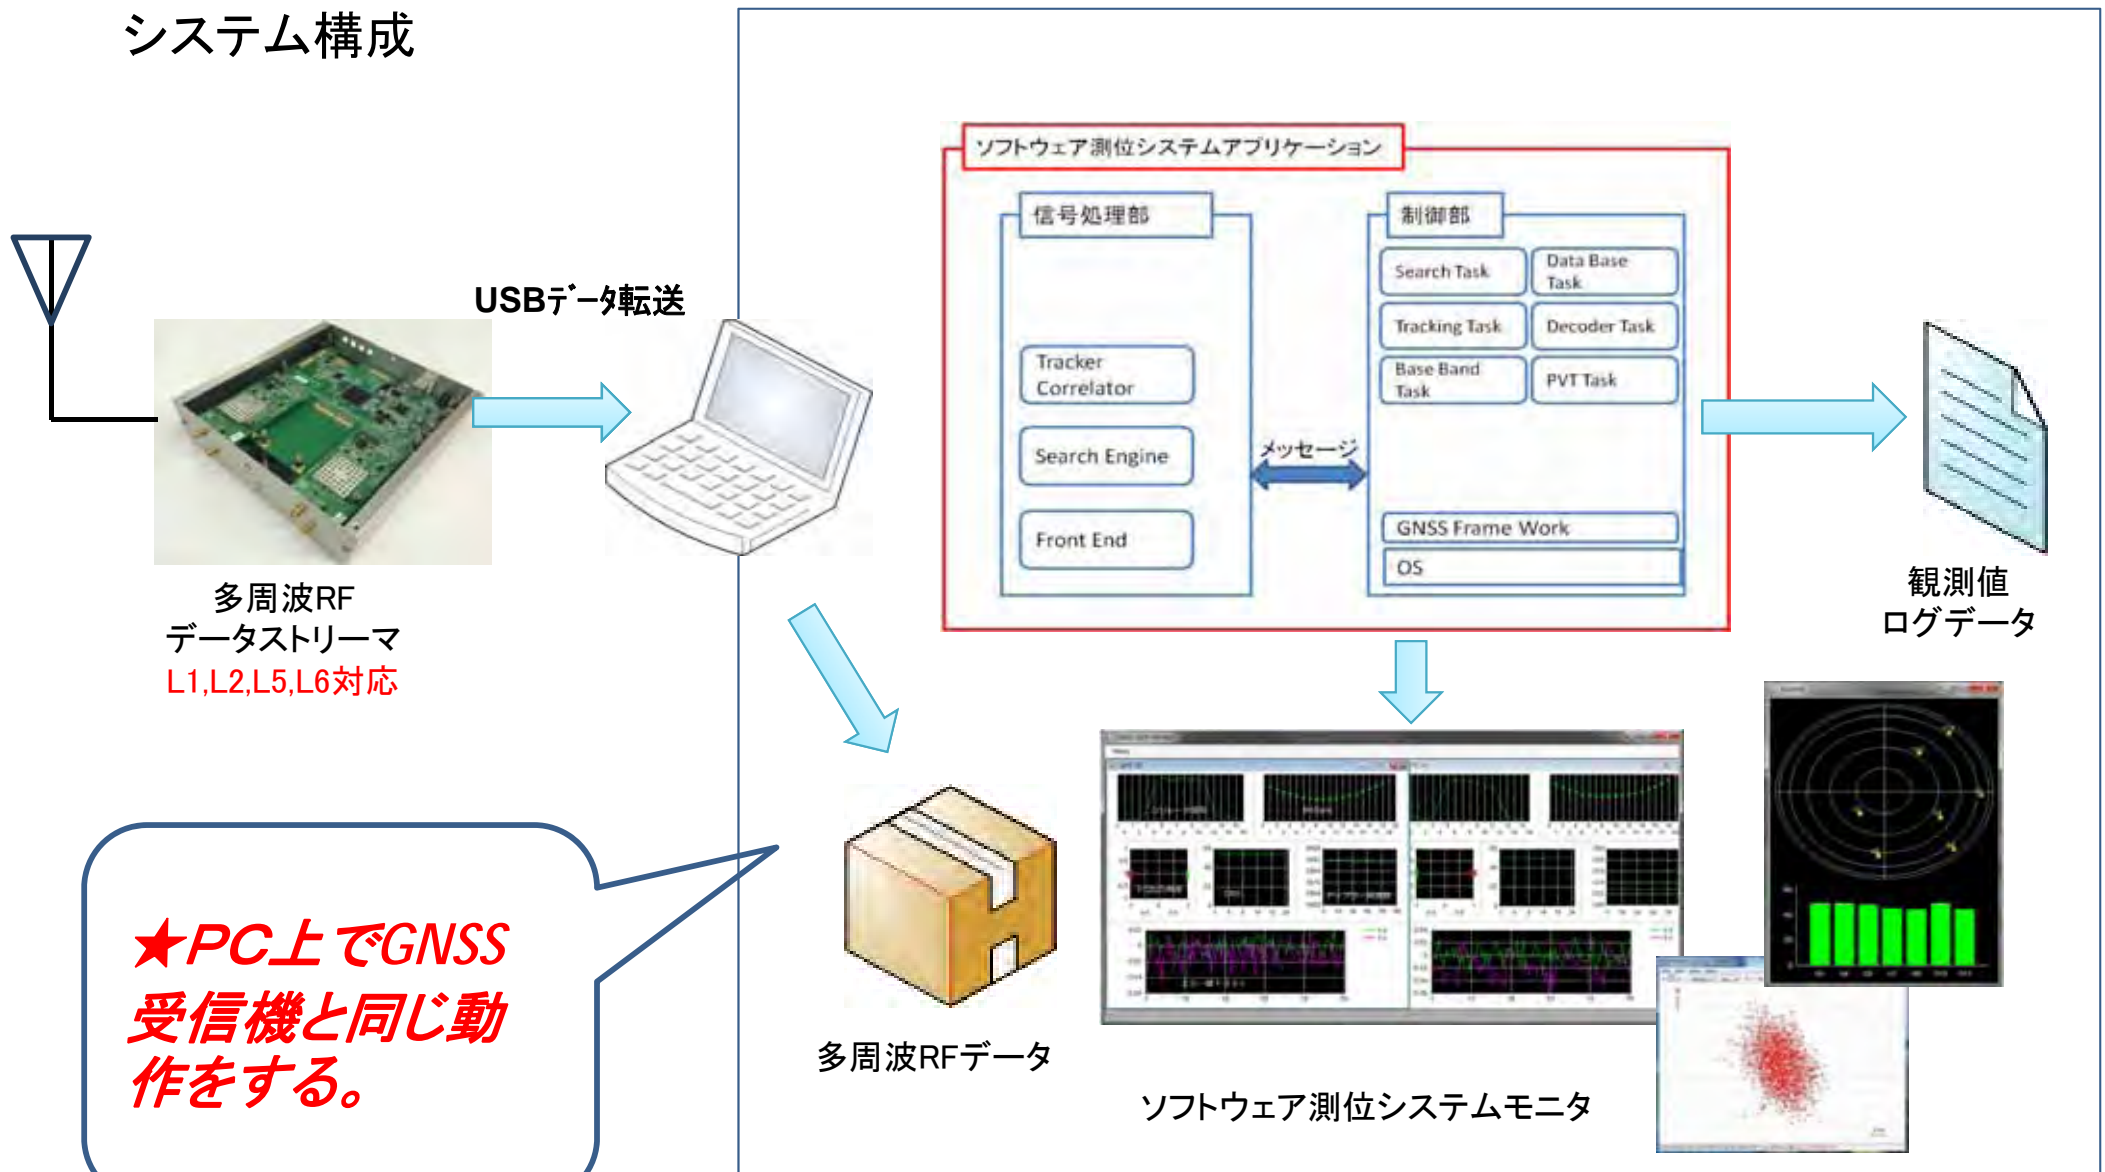 システム構成
ソフトウェア測位システムアプリケーション
信号処理部
制御部
Search Task
Data Base
Task
Tracking Task
Decoder Task
Base Band
Task
PVT Task
Tracker
Correlator
Search Engine
Front End
メッセージ
GNSS Frame Work
OS
USBデータ転送
多周波RF
データストリーマ
L1,L2,L5,L6対応
観測値
ログデータ
★PC上でGNSS
受信機と同じ動
作をする。
多周波RFデータ
ソフトウェア測位システムモニタ